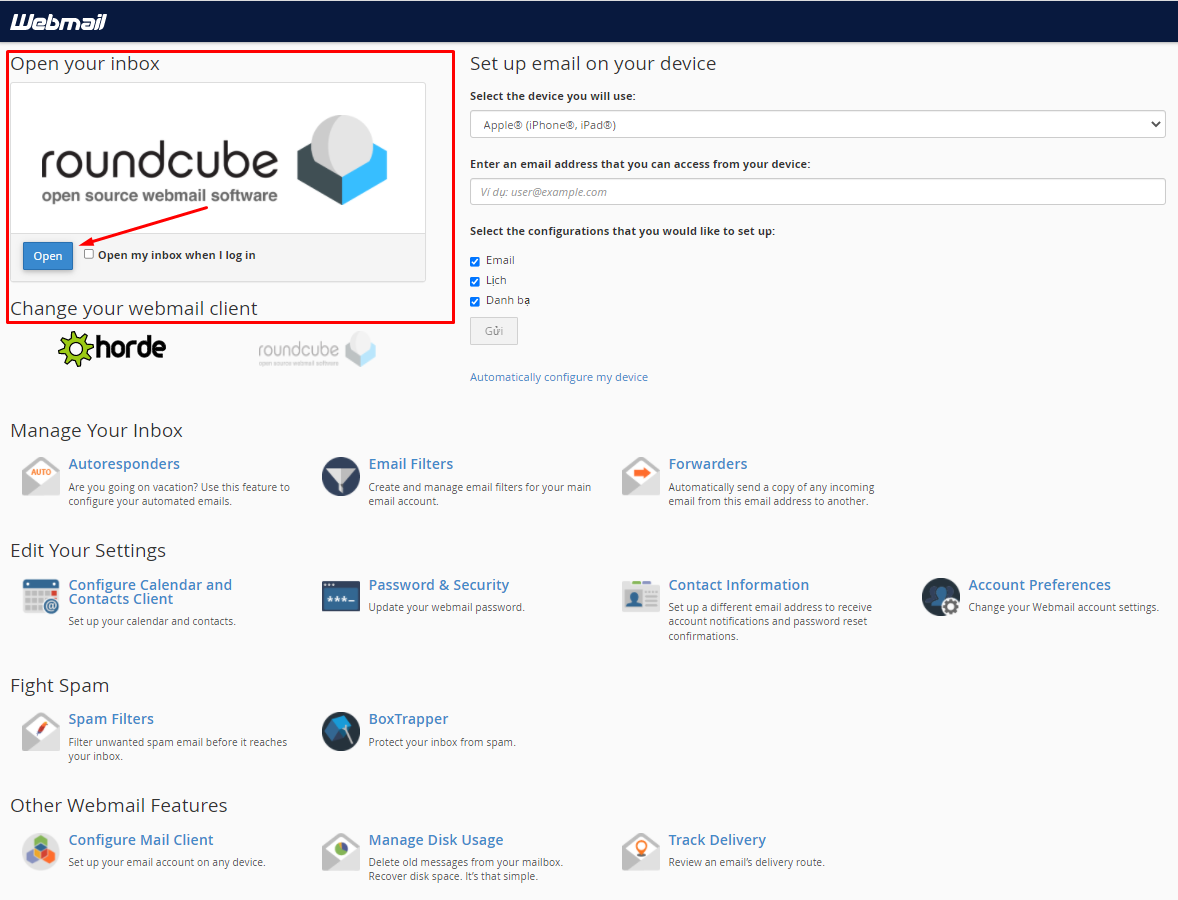 Webmail
Open your inbox
roundcube
open source webmail software
Open
Open my inbox when I log in
Change your webmail client
horde
roundcube
open source webmail software
Set up email on your device
Select the device you will use:
Apple® (iPhone®, iPad®)
Enter an email address that you can access from your device:
Ví dụ: user@example.com
Select the configurations that you would like to set up:
Email
Lịch
Danh bạ
Gửi
Automatically configure my device
Manage Your Inbox
AUTO
Autoresponders
Are you going on vacation? Use this feature to
configure your automated emails.
Email Filters
Create and manage email filters for your main
email account.
Forwarders
Automatically send a copy of any incoming
email from this email address to another.
Edit Your Settings
@
Configure Calendar and
Contacts Client
Set up your calendar and contacts.
***_
Password & Security
Update your webmail password.
Contact Information
Set up a different email address to receive
account notifications and password reset
confirmations.
Account Preferences
Change your Webmail account settings.
Fight Spam
Spam Filters
Filter unwanted spam email before it reaches
your inbox.
BoxTrapper
Protect your inbox from spam.
Other Webmail Features
Configure Mail Client
Set up your email account on any device.
Manage Disk Usage
Delete old messages from your mailbox.
Recover disk space. It's that simple.
Track Delivery
Review an email's delivery route.